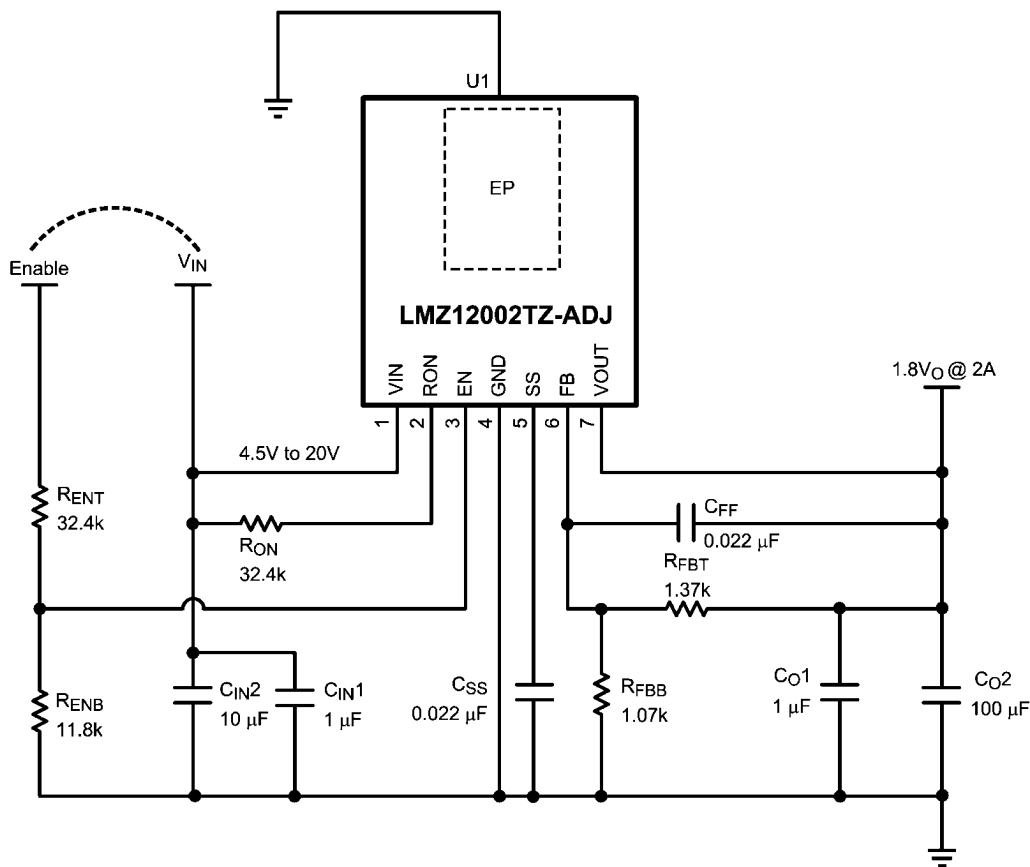 U1
EP
Enable
VIN
LMZ12002TZ-ADJ
VIN
RON
EN
GND
SS
FB
VOUT
1
2
3
4
5
6
7
1.8VO @ 2A
4.5V to 20V
RENT
32.4k
RON
32.4k
CFF
0.022 µF
RFBT
1.37k
RENB
11.8k
CIN2
10 µF
CIN1
1 µF
CSS
0.022 µF
RFBB
1.07k
CO1
1 µF
CO2
100 µF